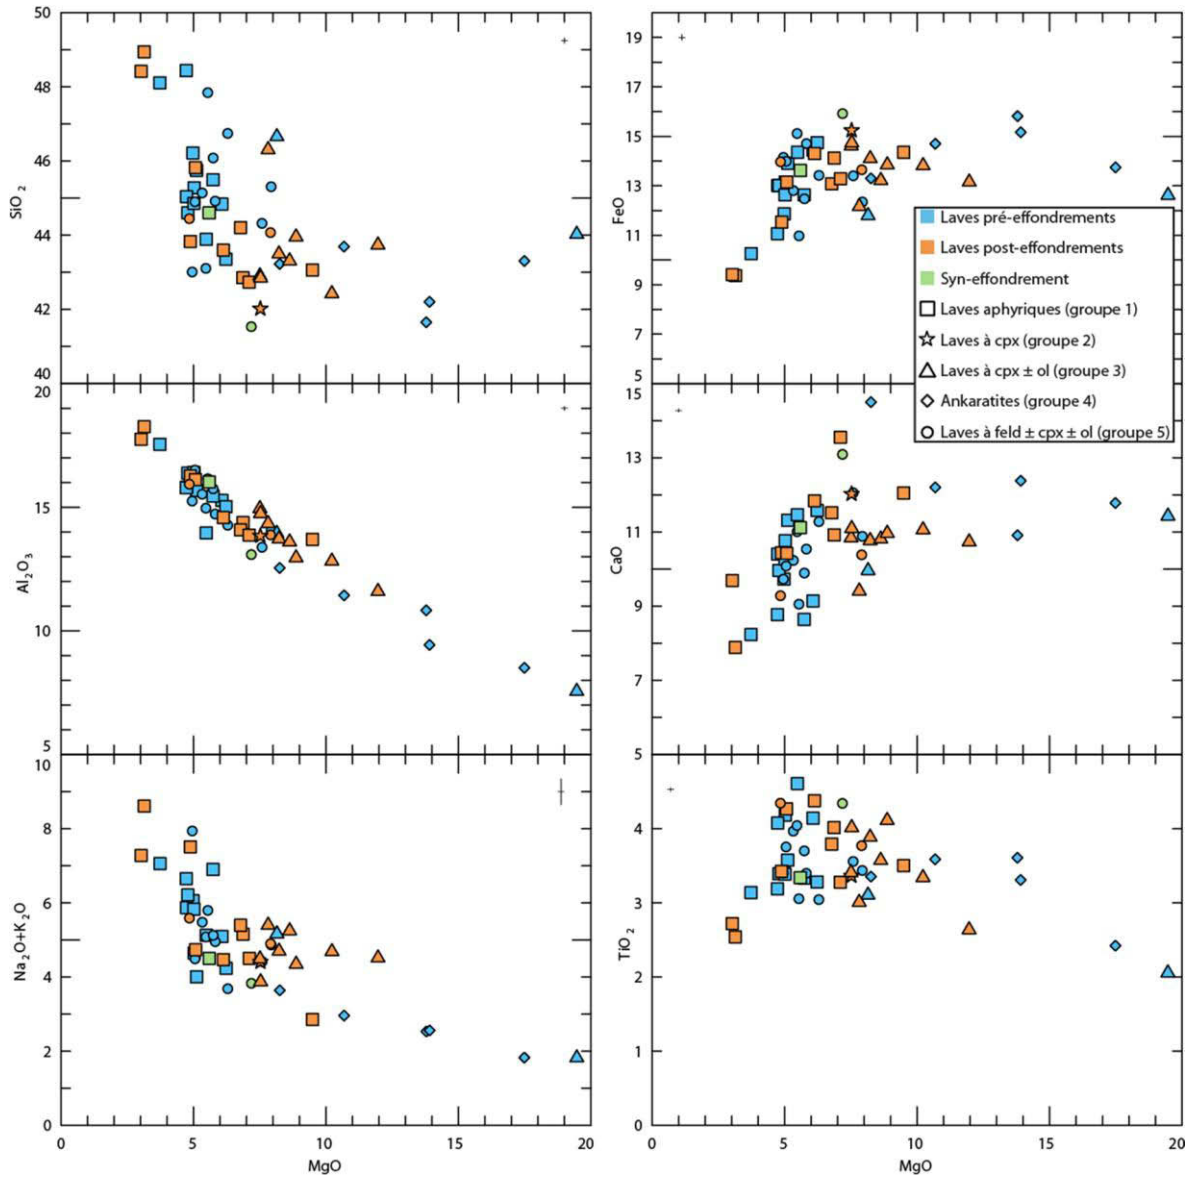 50
48
46
44
42
40
SiO2
19
17
15
13
11
9
7
5
FeO
Laves pré-effondrements
Laves post-effondrements
Syn-effondrement
Laves aphyriques (groupe 1)
Laves à cpx (groupe 2)
Laves à cpx ± ol (groupe 3)
Ankaratites (groupe 4)
Laves à feld ± cpx ± ol (groupe 5)
20
15
10
5
Al2O3
15
13
11
9
7
5
CaO
10
8
6
4
2
0
Na2O+K2O
4
3
2
1
0
TiO2
0 5 10 15 20
MgO
0 5 10 15 20
MgO